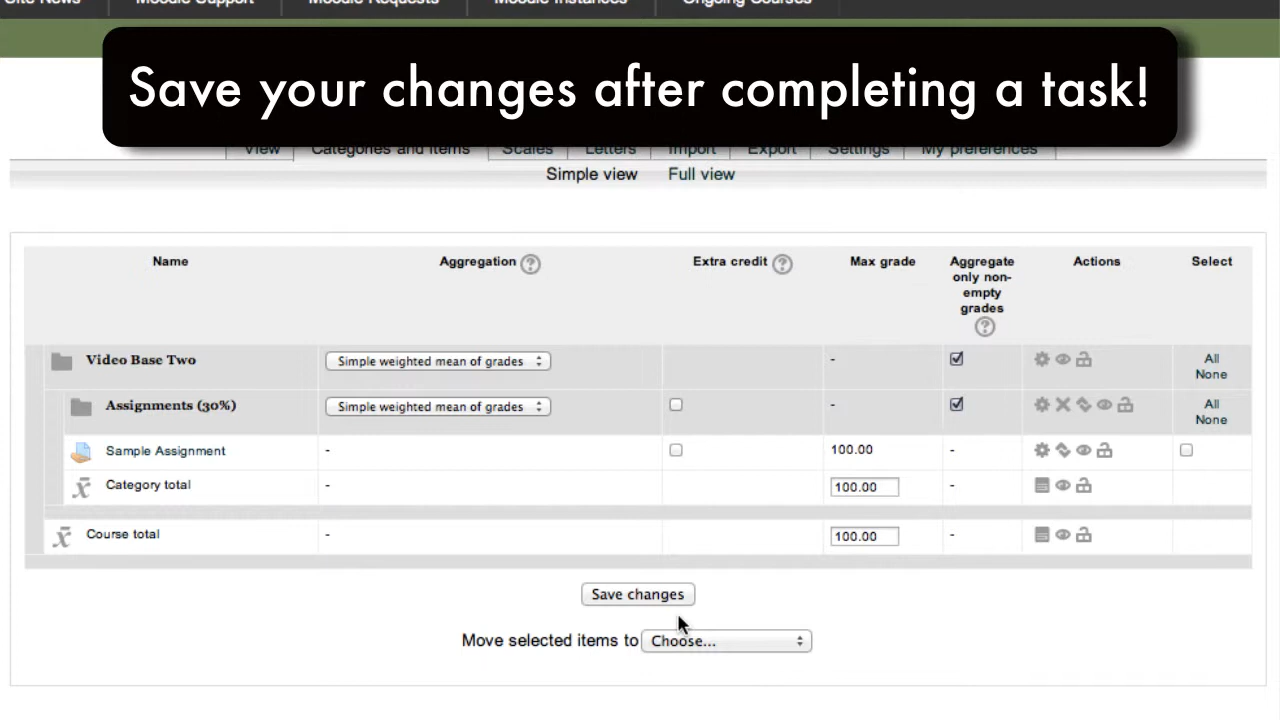 Site News Moodle Support Moodle Requests Moodle Instances Ongoing Courses
Save your changes after completing a task!
View Categories and items Scales Letters Import Export Settings My preferences
Simple view Full view
Name Aggregation ? Extra credit ? Max grade Aggregate only non-empty grades ? Actions Select
Video Base Two Simple weighted mean of grades - All
None
Assignments (30%) Simple weighted mean of grades - All
None
Sample Assignment - 100.00 -
x̄ Category total - 100.00 -
x̄ Course total - 100.00 -
Save changes
Move selected items to Choose...